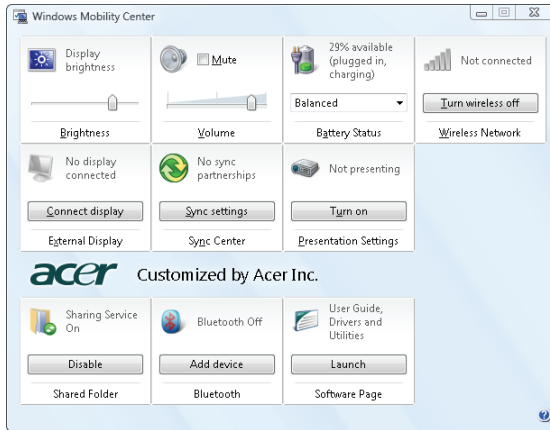 Windows Mobility Center
Display
brightness
Brightness
Mute
Volume
29% available
(plugged in,
charging)
Balanced
Battery Status
Not connected
Turn wireless off
Wireless Network
No display
connected
Connect display
External Display
No sync
partnerships
Sync settings
Sync Center
Not presenting
Turn on
Presentation Settings
acer Customized by Acer Inc.
Sharing Service
On
Disable
Shared Folder
Bluetooth Off
Add device
Bluetooth
User Guide,
Drivers and
Utilities
Launch
Software Page
?